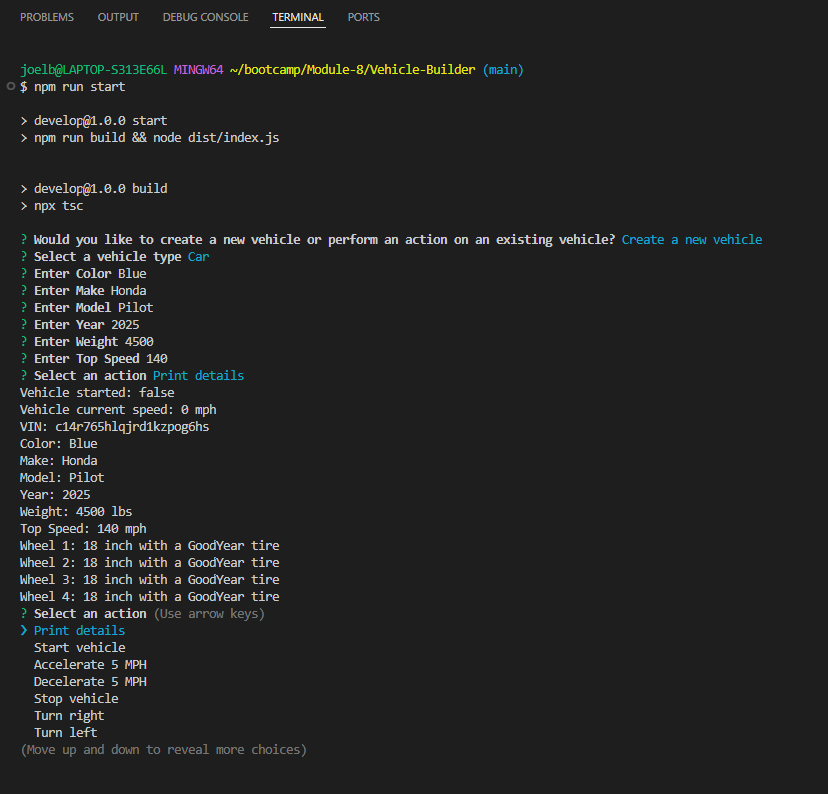 PROBLEMS OUTPUT DEBUG CONSOLE TERMINAL PORTS
joelb@LAPTOP-S313E66L MINGW64 ~/bootcamp/Module-8/Vehicle-Builder (main)
$ npm run start
> develop@1.0.0 start
> npm run build && node dist/index.js
> develop@1.0.0 build
> npx tsc
? Would you like to create a new vehicle or perform an action on an existing vehicle? Create a new vehicle
? Select a vehicle type Car
? Enter Color Blue
? Enter Make Honda
? Enter Model Pilot
? Enter Year 2025
? Enter Weight 4500
? Enter Top Speed 140
? Select an action Print details
Vehicle started: false
Vehicle current speed: 0 mph
VIN: c14r765hlqjrd1kzpog6hs
Color: Blue
Make: Honda
Model: Pilot
Year: 2025
Weight: 4500 lbs
Top Speed: 140 mph
Wheel 1: 18 inch with a GoodYear tire
Wheel 2: 18 inch with a GoodYear tire
Wheel 3: 18 inch with a GoodYear tire
Wheel 4: 18 inch with a GoodYear tire
? Select an action (Use arrow keys)
❯ Print details
Start vehicle
Accelerate 5 MPH
Decelerate 5 MPH
Stop vehicle
Turn right
Turn left
(Move up and down to reveal more choices)